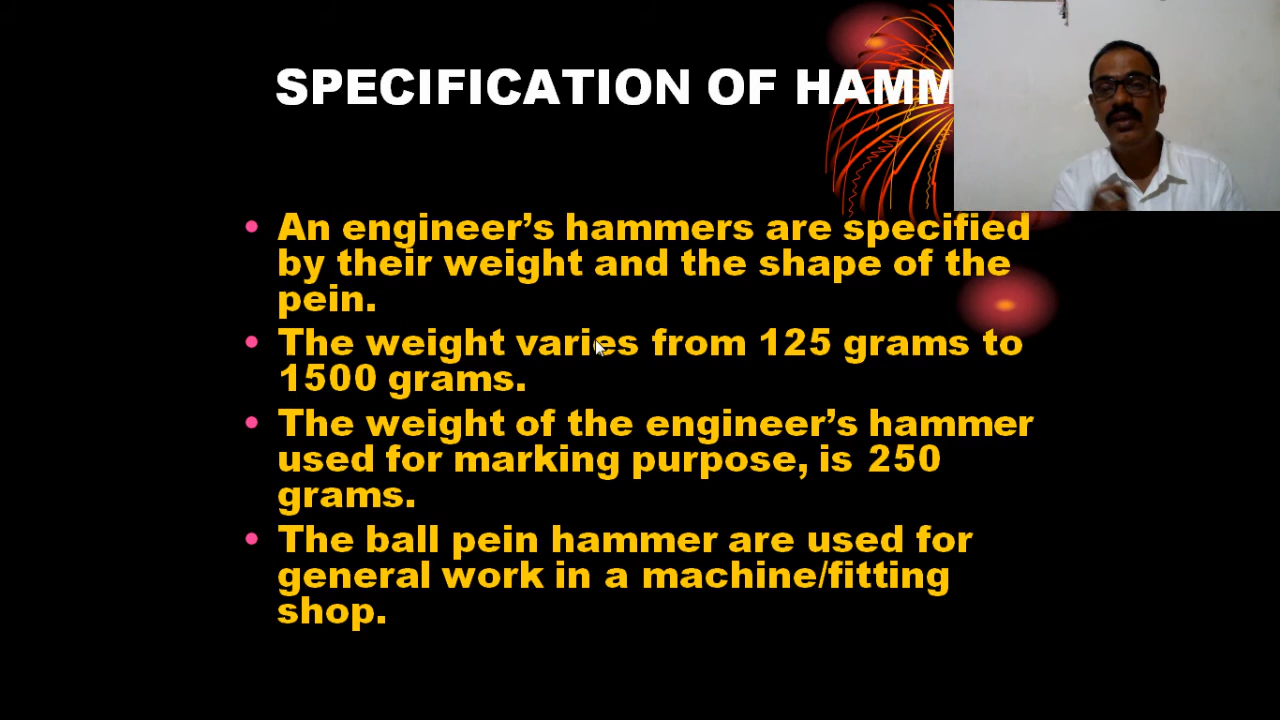 SPECIFICATION OF HAMM
• An engineer’s hammers are specified
by their weight and the shape of the
pein.
• The weight varies from 125 grams to
1500 grams.
• The weight of the engineer’s hammer
used for marking purpose, is 250
grams.
• The ball pein hammer are used for
general work in a machine/fitting
shop.